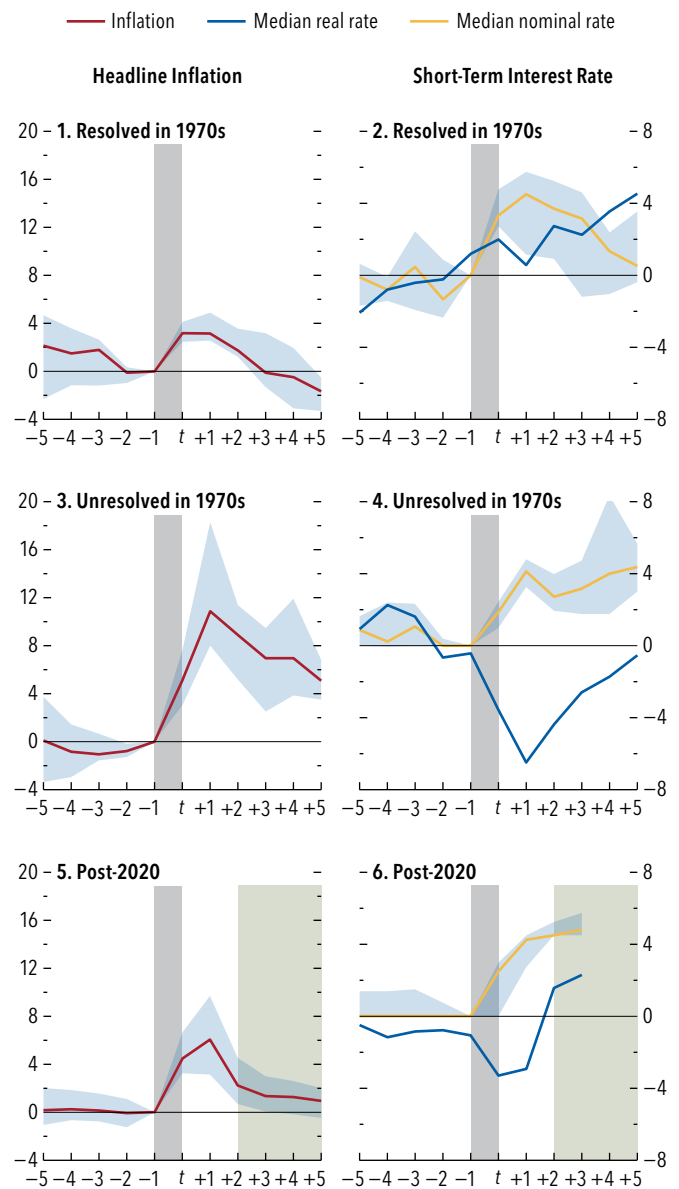 Inflation Median real rate Median nominal rate
Headline Inflation Short-Term Interest Rate
20 1. Resolved in 1970s 2. Resolved in 1970s 8
16
12 4
8 0
4
0 −4
−4 −8
−5 −4 −3 −2 −1 t +1 +2 +3 +4 +5 −5 −4 −3 −2 −1 t +1 +2 +3 +4 +5
20 3. Unresolved in 1970s 4. Unresolved in 1970s 8
16
12 4
8 0
4
0 −4
−4 −8
−5 −4 −3 −2 −1 t +1 +2 +3 +4 +5 −5 −4 −3 −2 −1 t +1 +2 +3 +4 +5
20 5. Post-2020 6. Post-2020 8
16
12 4
8 0
4
0 −4
−4 −8
−5 −4 −3 −2 −1 t +1 +2 +3 +4 +5 −5 −4 −3 −2 −1 t +1 +2 +3 +4 +5